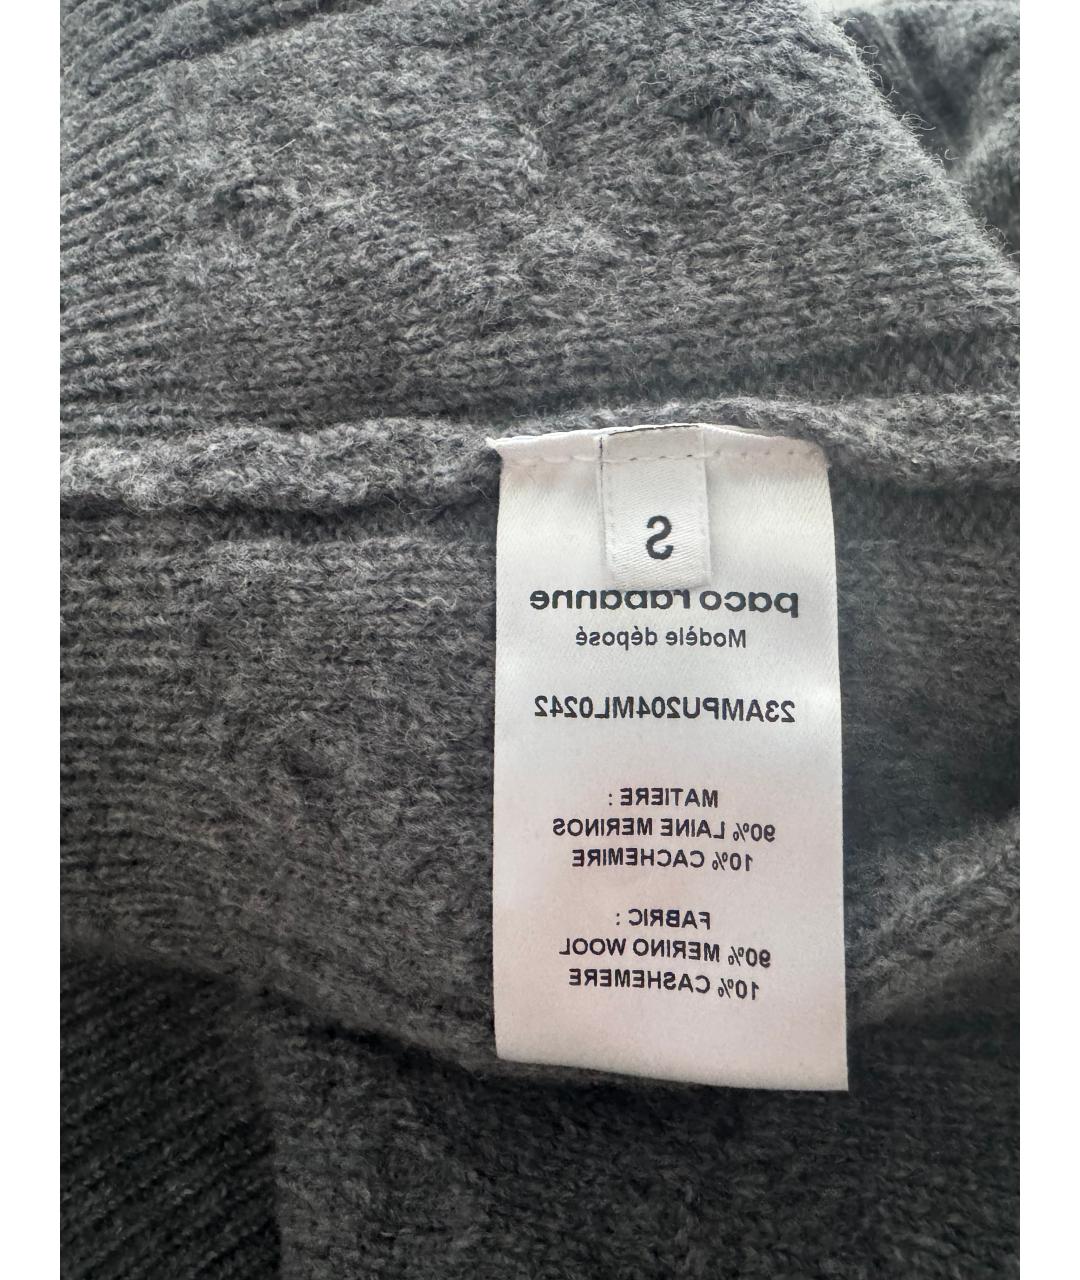 S
paco rabanne
Modèle déposé
23AMPU204ML0242
MATIERE :
90% LAINE MERINOS
10% CACHEMIRE
FABRIC :
90% MERINO WOOL
10% CASHEMERE